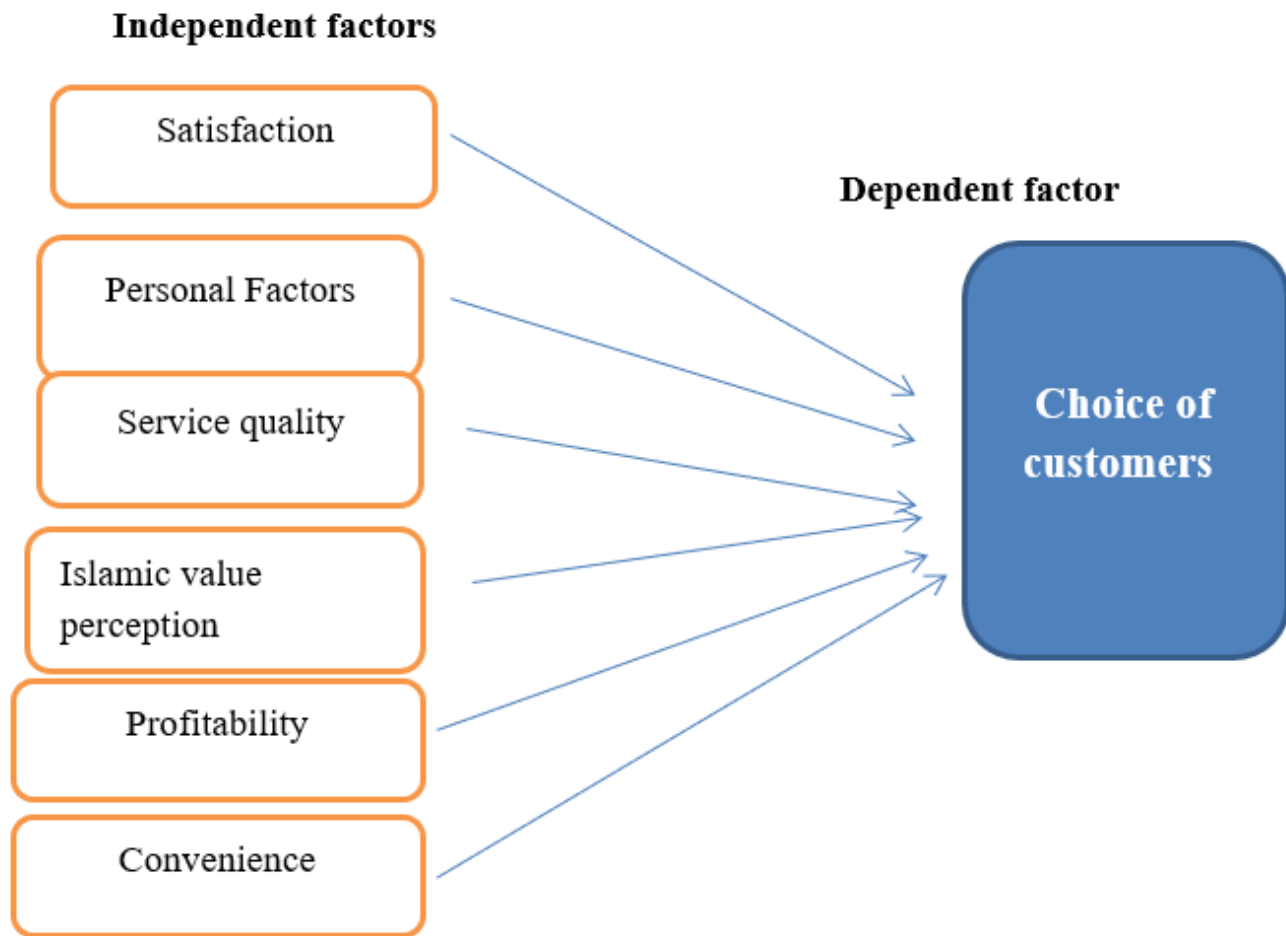 Independent factors
Satisfaction
Personal Factors
Service quality
Islamic value
perception
Profitability
Convenience
Dependent factor
Choice of
customers